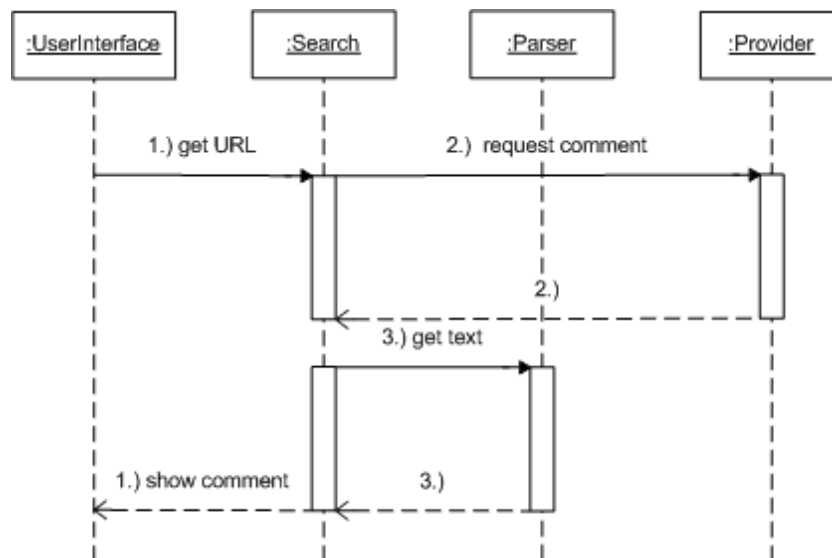 :UserInterface
:Search
:Parser
:Provider
1.) get URL
2.) request comment
2.)
3.) get text
1.) show comment
3.)